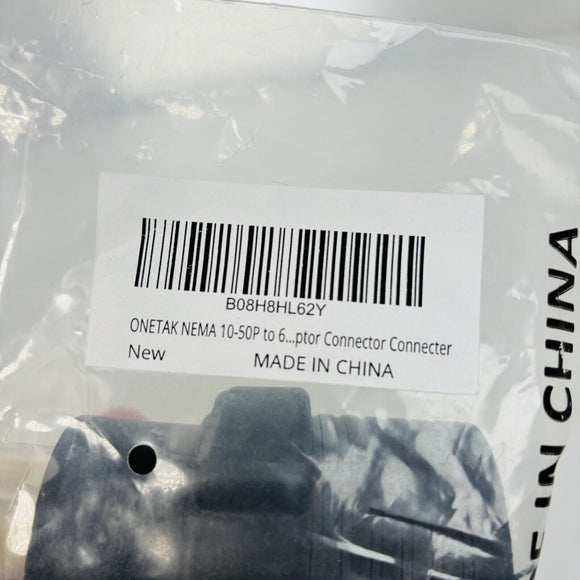 B08H8HL62Y
ONETAK NEMA 10-50P to 6...ptor Connector Connecter
New MADE IN CHINA
IN CHINA